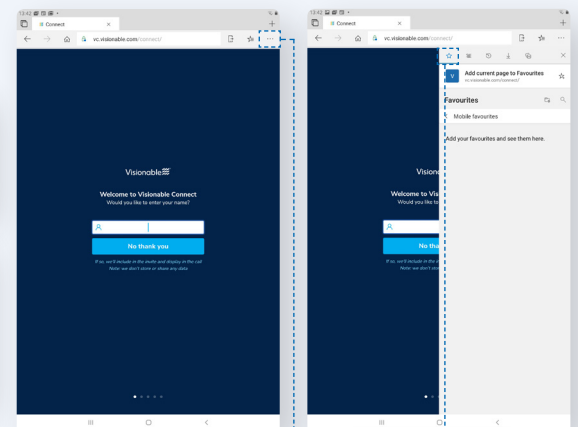 13:42
Connect
vc.visionable.com/connect/
Visionable
Welcome to Visionable Connect
Would you like to enter your name?
No thank you
If so, we'll include in the invite and display in the call
Note: we don't store or share any data
13:42
Connect
vc.visionable.com/connect/
V
Add current page to Favourites
vc.visionable.com/connect/
Favourites
Mobile favourites
Add your favourites and see them here.
Vision
Welcome to Vis
Would you like to
No tha
If so, we'll include in the
Note: we don't sto